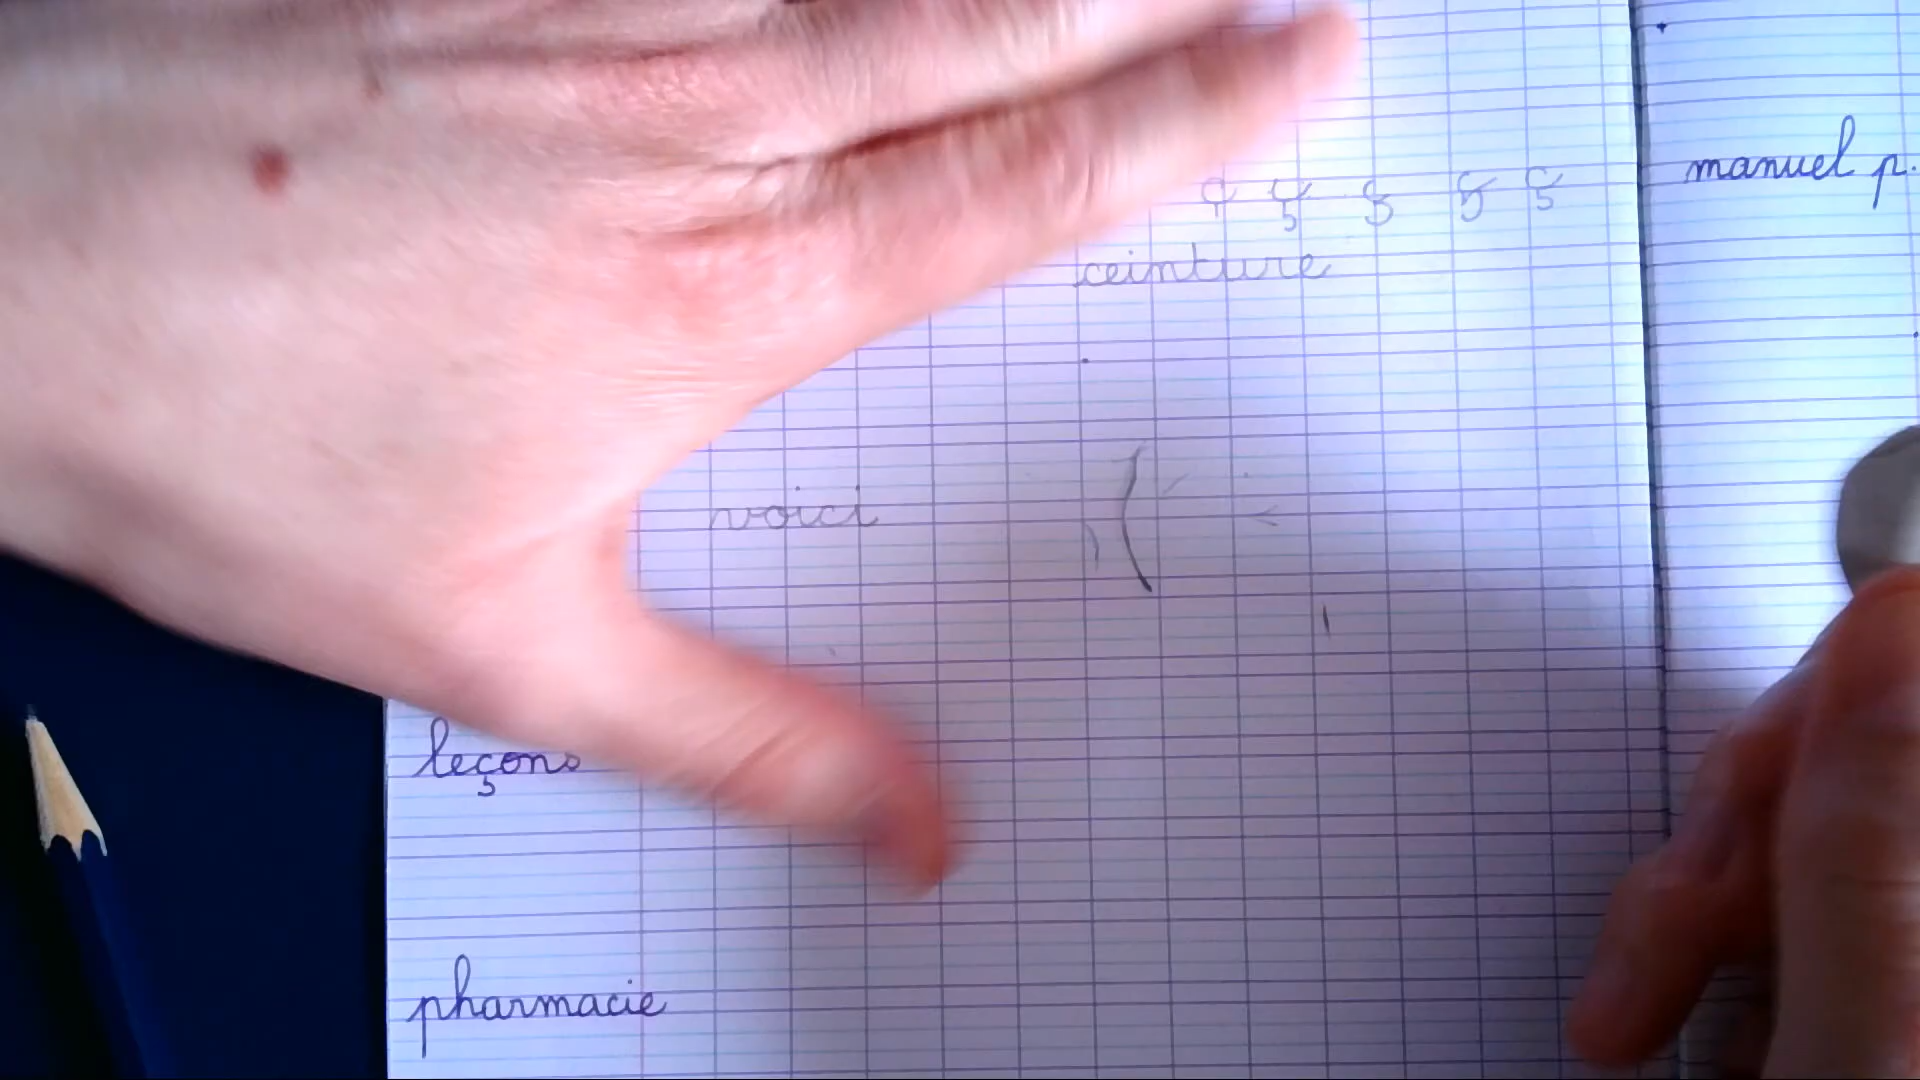 ç ç ç ç ç
ceinture
voici
leçons
pharmacie
manuel p.